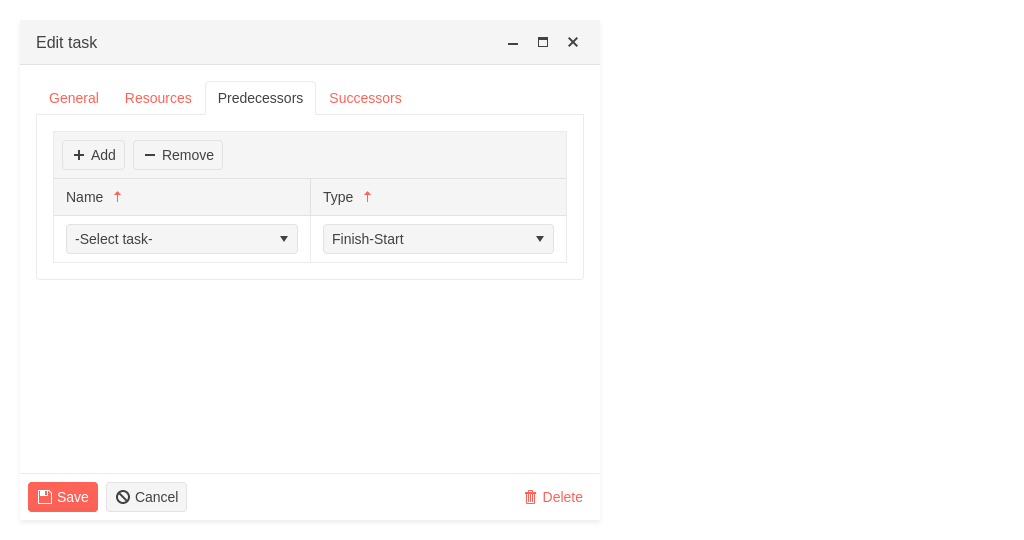 Edit task
General Resources Predecessors Successors
Add Remove
Name Type
-Select task- Finish-Start
Save Cancel Delete